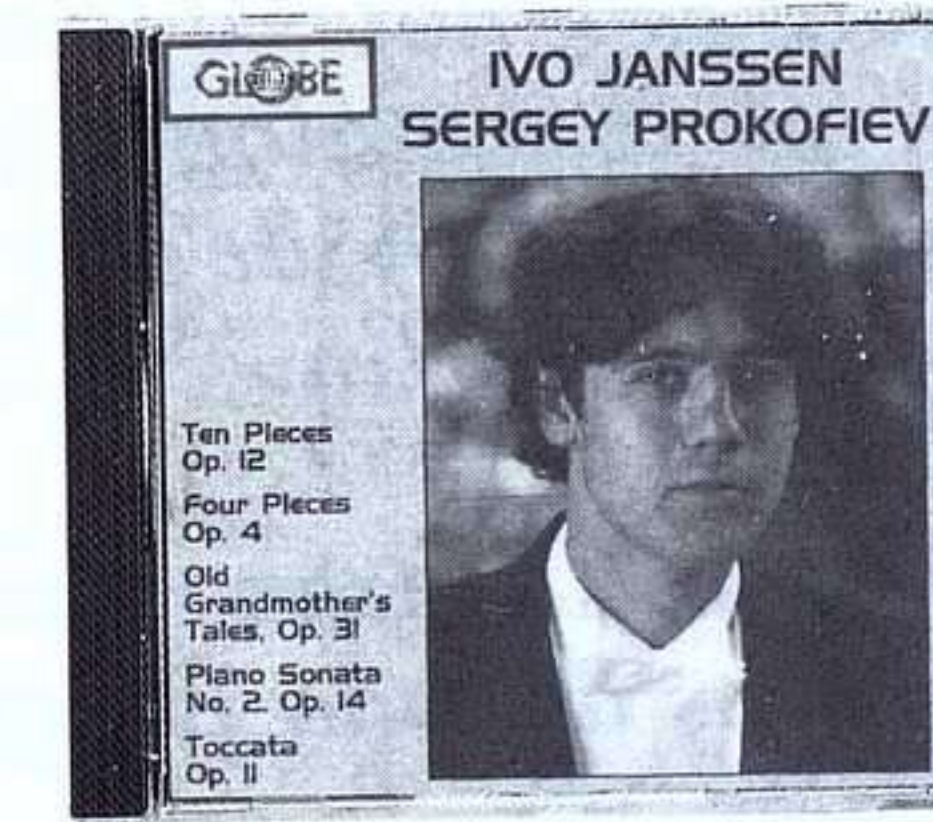 GLOBE
IVO JANSSEN
SERGEY PROKOFIEV
Ten Pieces
Op. 12
Four Pieces
Op. 4
Old
Grandmother's
Tales, Op. 31
Piano Sonata
No. 2. Op. 14
Toccata
Op. 11